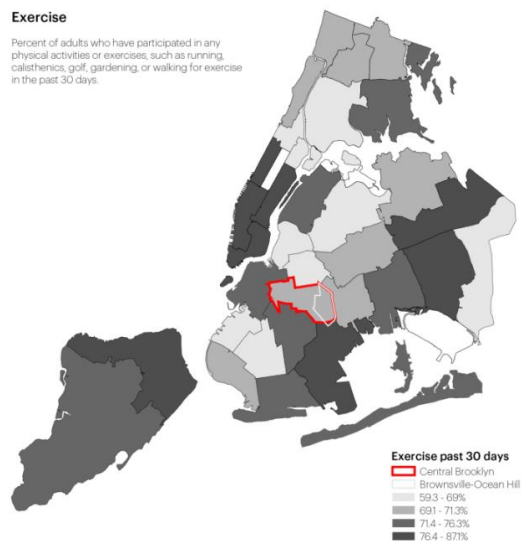 Exercise
Percent of adults who have participated in any
physical activities or exercises, such as running,
calisthenics, golf, gardening, or walking for exercise
in the past 30 days.
Exercise past 30 days
Central Brooklyn
Brownsville-Ocean Hill
59.3 - 69%
69.1 - 71.3%
71.4 - 76.3%
76.4 - 87.1%